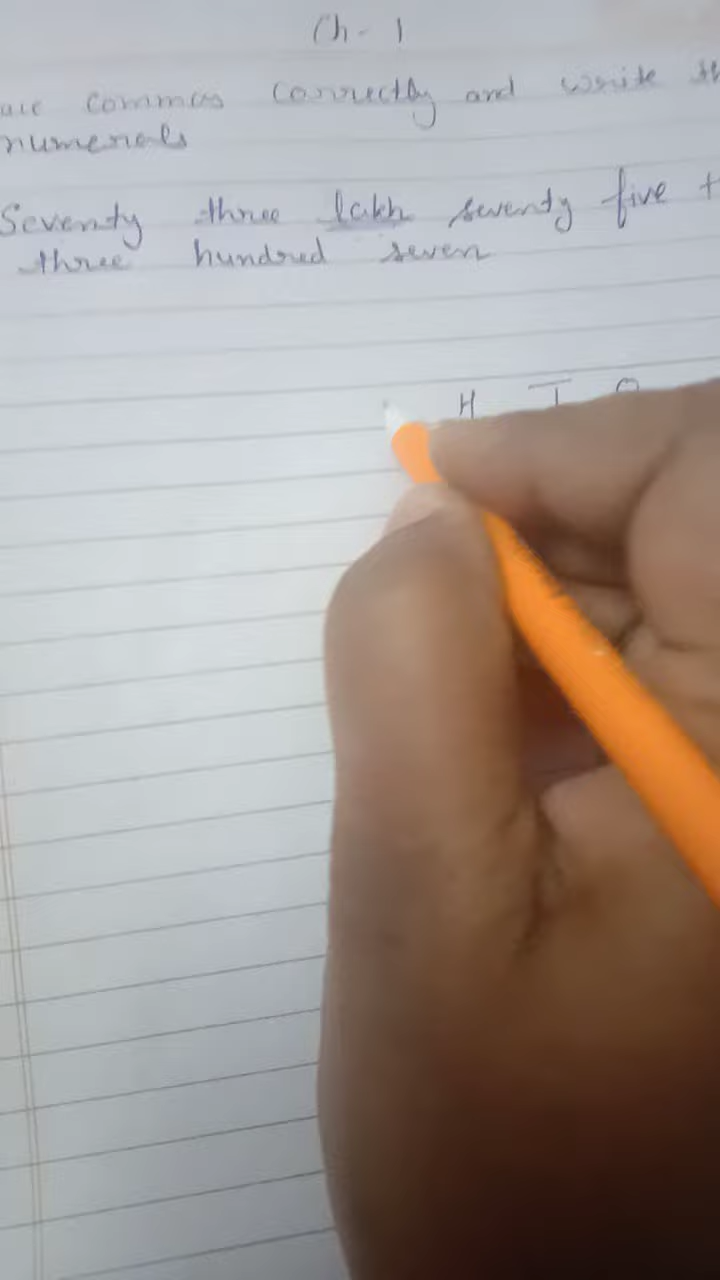 Ch - 1
commas correctly and write
numerals
Seventy three lakh seventy five
three hundred seven
H T O